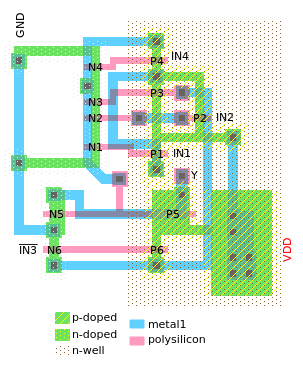 GND
N4
P4
IN4
N3
P3
N2
P2
IN2
N1
P1
IN1
Y
N5
P5
IN3
N6
P6
VDD
p-doped
n-doped
n-well
metal1
polysilicon